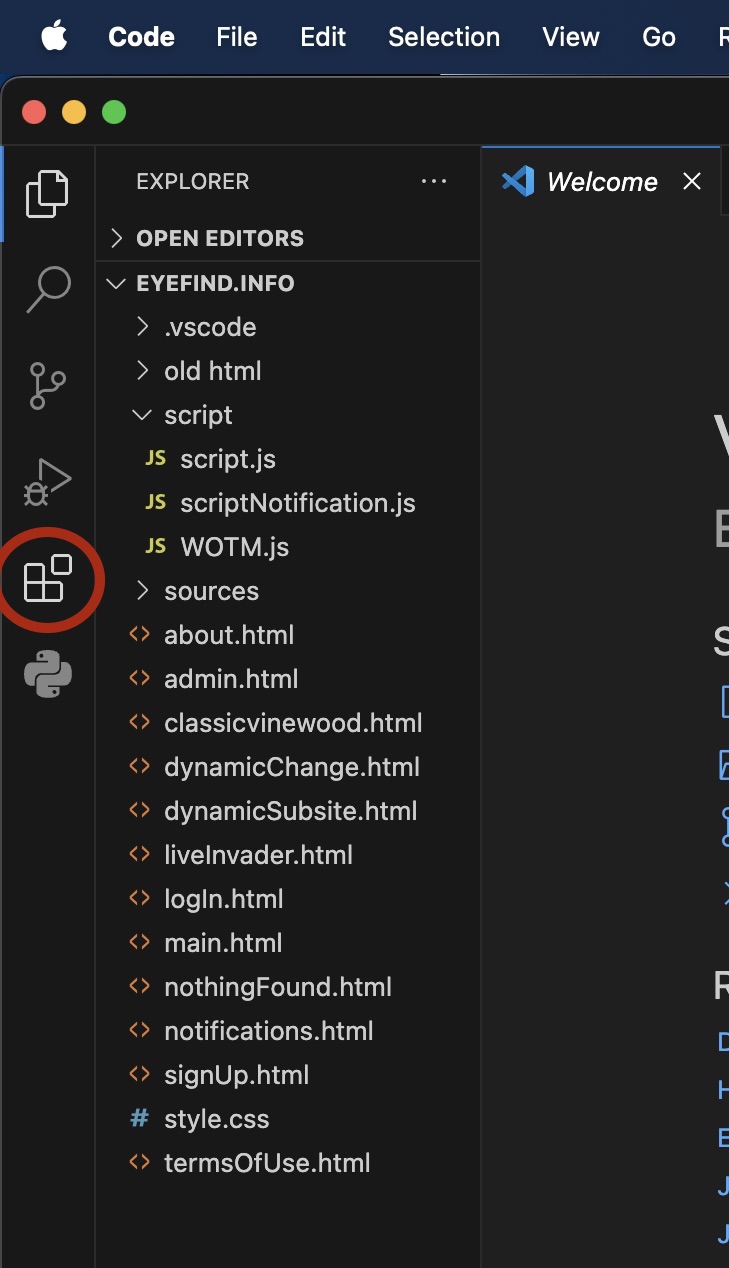 Code File Edit Selection View Go
EXPLORER ...
Welcome
OPEN EDITORS
EYEFIND.INFO
.vscode
old html
script
JS script.js
JS scriptNotification.js
JS WOTM.js
sources
<> about.html
<> admin.html
<> classicvinewood.html
<> dynamicChange.html
<> dynamicSubsite.html
<> liveInvader.html
<> logIn.html
<> main.html
<> nothingFound.html
<> notifications.html
<> signUp.html
# style.css
<> termsOfUse.html